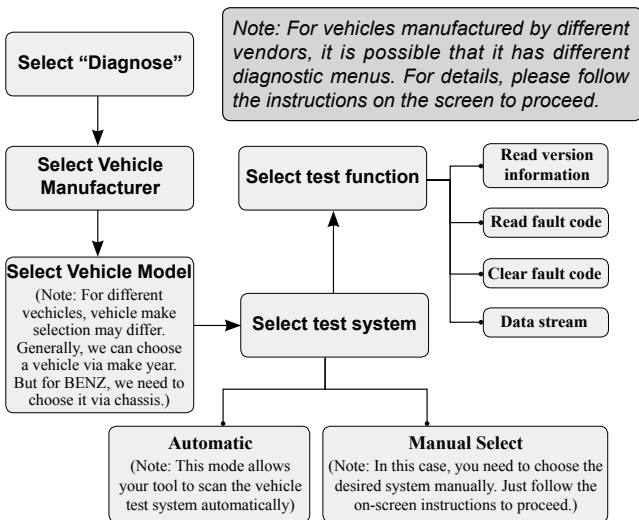 Select “Diagnose”
Note: For vehicles manufactured by different
vendors, it is possible that it has different
diagnostic menus. For details, please follow
the instructions on the screen to proceed.
Select Vehicle
Manufacturer
Select Vehicle Model
(Note: For different
vechicles, vehicle make
selection may differ.
Generally, we can choose
a vehicle via make year.
But for BENZ, we need to
choose it via chassis.)
Select test system
Automatic
(Note: This mode allows
your tool to scan the vehicle
test system automatically)
Manual Select
(Note: In this case, you need to choose the
desired system manually. Just follow the
on-screen instructions to proceed.)
Select test function
Read version
information
Read fault code
Clear fault code
Data stream